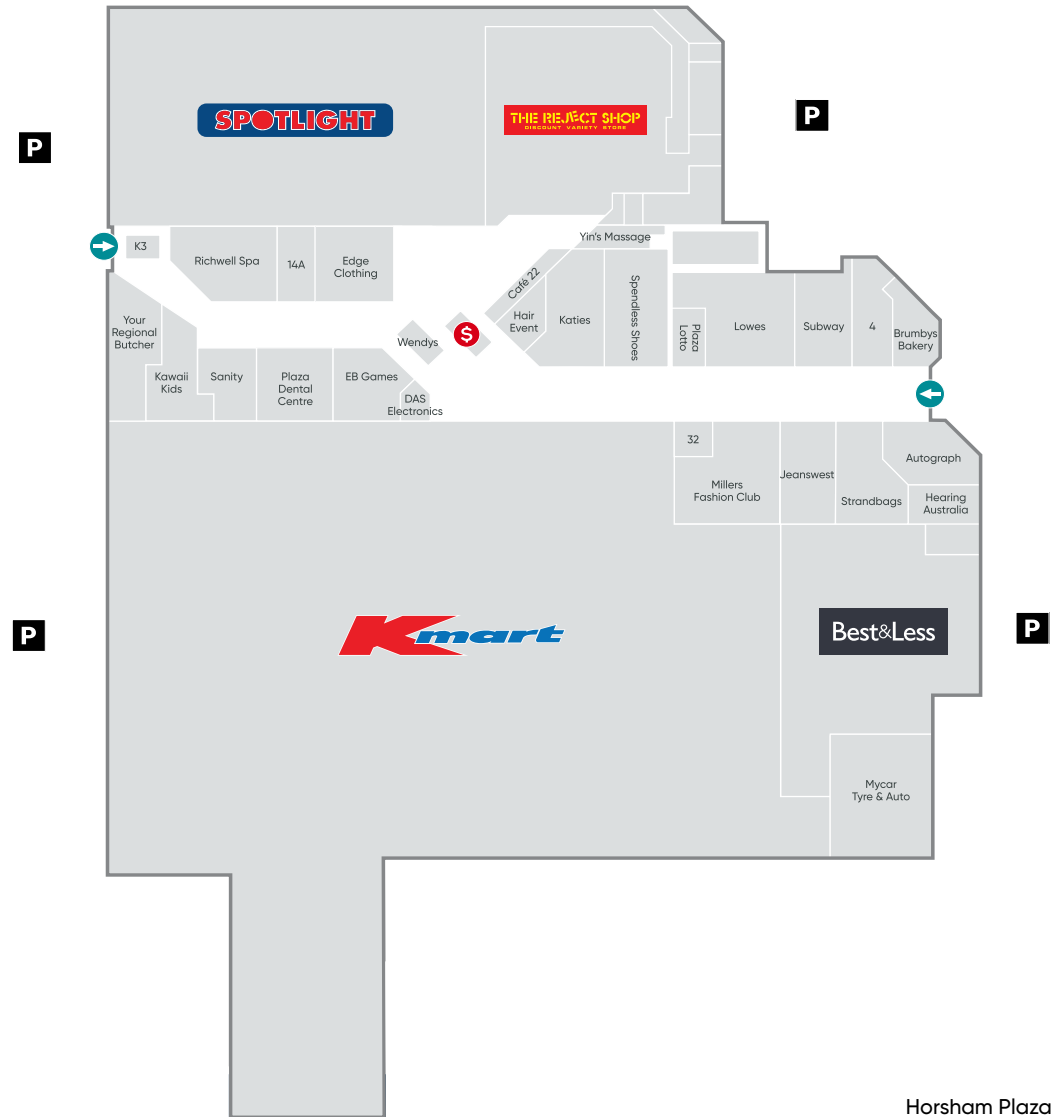 SPOTLIGHT
THE REJECT SHOP
DISCOUNT VARIETY STORE
P
P
Yin's Massage
K3
Richwell Spa
14A
Edge
Clothing
Café 22
Your
Regional
Butcher
Hair
Event
Katies
Spendless Shoes
Plaza
Lotto
Lowes
Subway
4
Brumbys
Bakery
Wendys
$
Kawaii
Kids
Sanity
Plaza
Dental
Centre
EB Games
DAS
Electronics
32
Millers
Fashion Club
Jeanswest
Strandbags
Autograph
Hearing
Australia
P
Kmart
Best&Less
P
Mycar
Tyre & Auto
Horsham Plaza